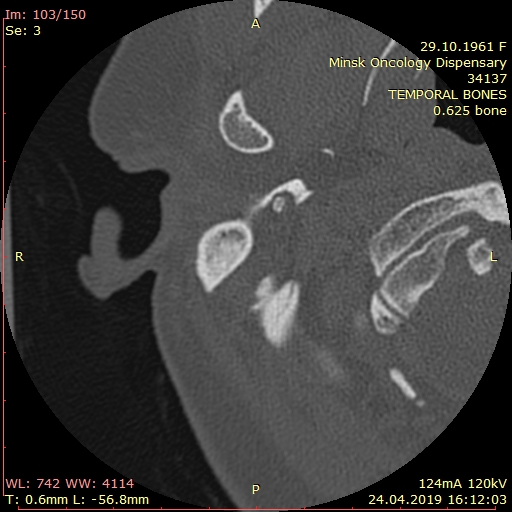 Im: 103/150
Se: 3
A
29.10.1961 F
Minsk Oncology Dispensary
34137
TEMPORAL BONES
0.625 bone
R
L
WL: 742 WW: 4114
T: 0.6mm L: -56.8mm
P
124mA 120kV
24.04.2019 16:12:03